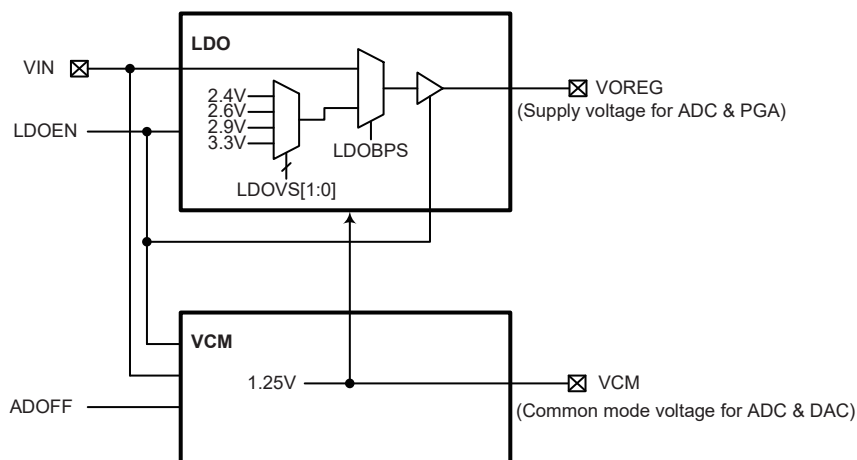 LDO
VIN
2.4V
2.6V
2.9V
3.3V
LDOVS[1:0]
LDOBPS
VOREG
(Supply voltage for ADC & PGA)
LDOEN
VCM
1.25V
VCM
(Common mode voltage for ADC & DAC)
ADOFF